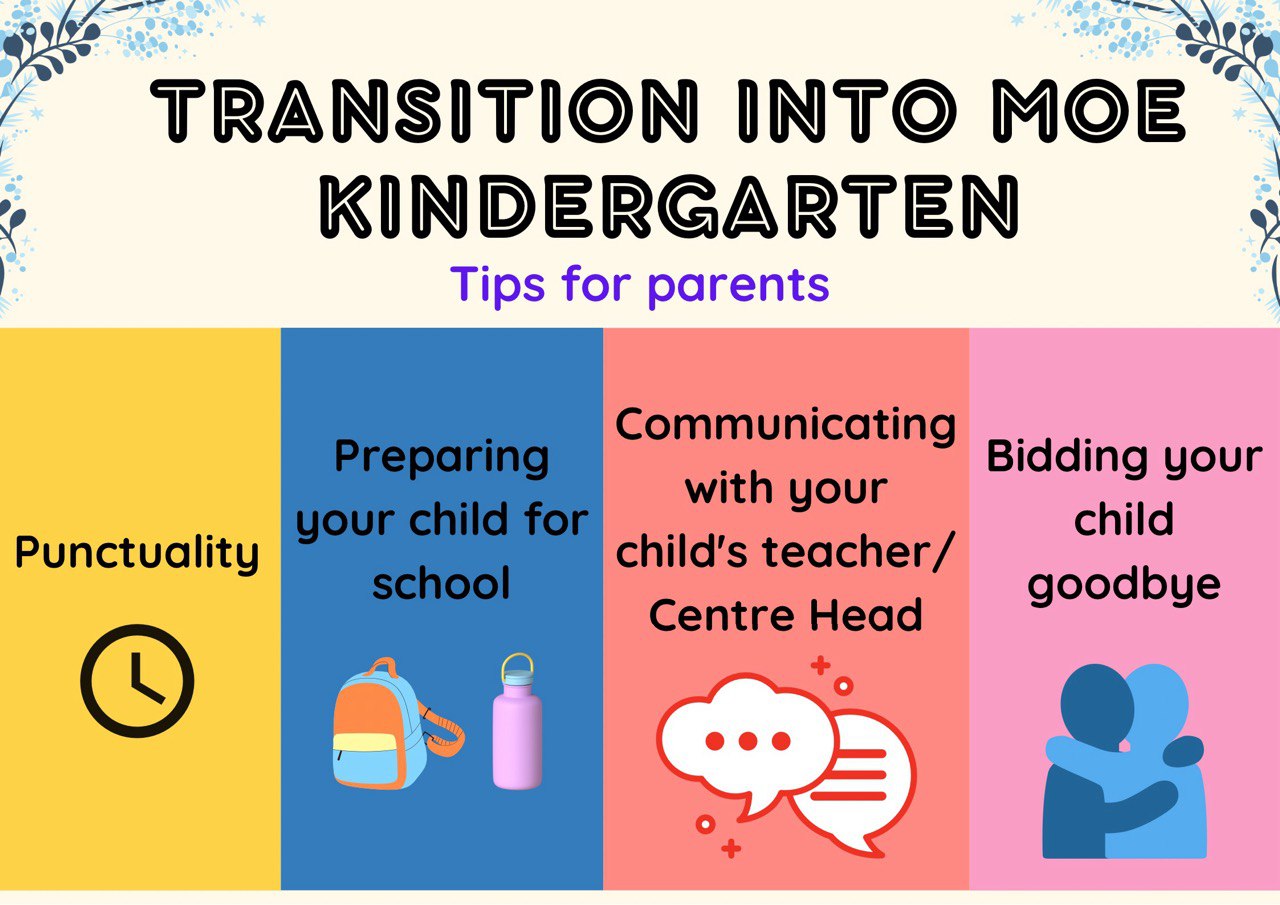 TRANSITION INTO MOE
KINDERGARTEN
Tips for parents
Punctuality
Preparing
your child for
school
Communicating
with your
child's teacher/
Centre Head
Bidding your
child
goodbye